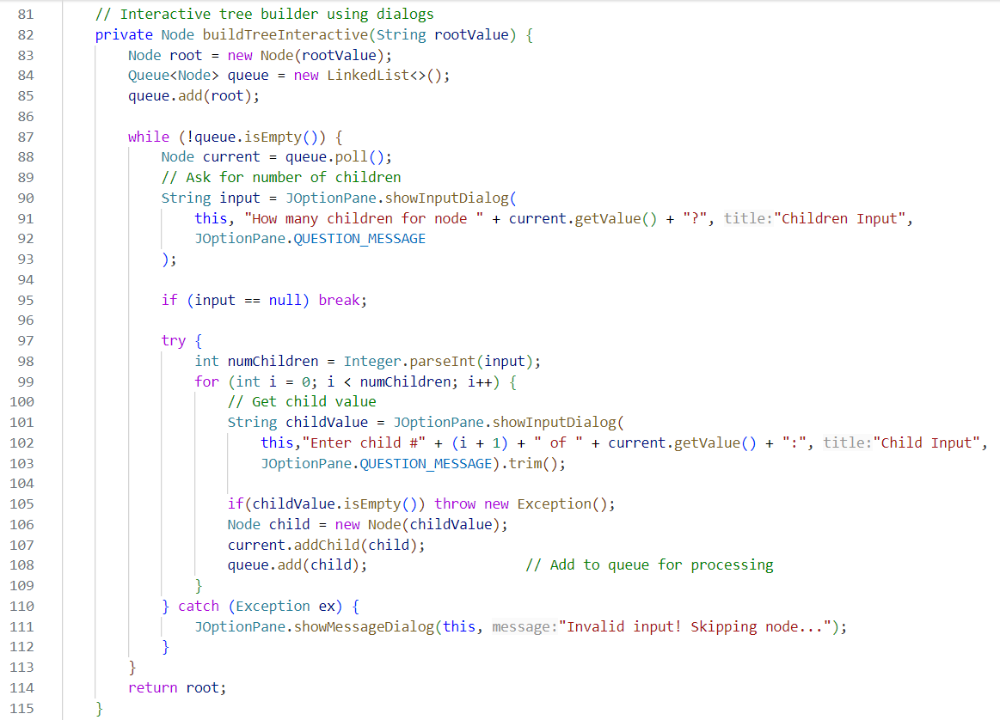 81 // Interactive tree builder using dialogs
82 private Node buildTreeInteractive(String rootValue) {
83 Node root = new Node(rootValue);
84 Queue<Node> queue = new LinkedList<>();
85 queue.add(root);
86
87 while (!queue.isEmpty()) {
88 Node current = queue.poll();
89 // Ask for number of children
90 String input = JOptionPane.showInputDialog(
91 this, "How many children for node " + current.getValue() + "?", title:"Children Input",
92 JOptionPane.QUESTION_MESSAGE
93 );
94
95 if (input == null) break;
96
97 try {
98 int numChildren = Integer.parseInt(input);
99 for (int i = 0; i < numChildren; i++) {
100 // Get child value
101 String childValue = JOptionPane.showInputDialog(
102 this,"Enter child #" + (i + 1) + " of " + current.getValue() + ":", title:"Child Input",
103 JOptionPane.QUESTION_MESSAGE).trim();
104
105 if(childValue.isEmpty()) throw new Exception();
106 Node child = new Node(childValue);
107 current.addChild(child);
108 queue.add(child); // Add to queue for processing
109 }
110 } catch (Exception ex) {
111 JOptionPane.showMessageDialog(this, message:"Invalid input! Skipping node...");
112 }
113 }
114 return root;
115 }